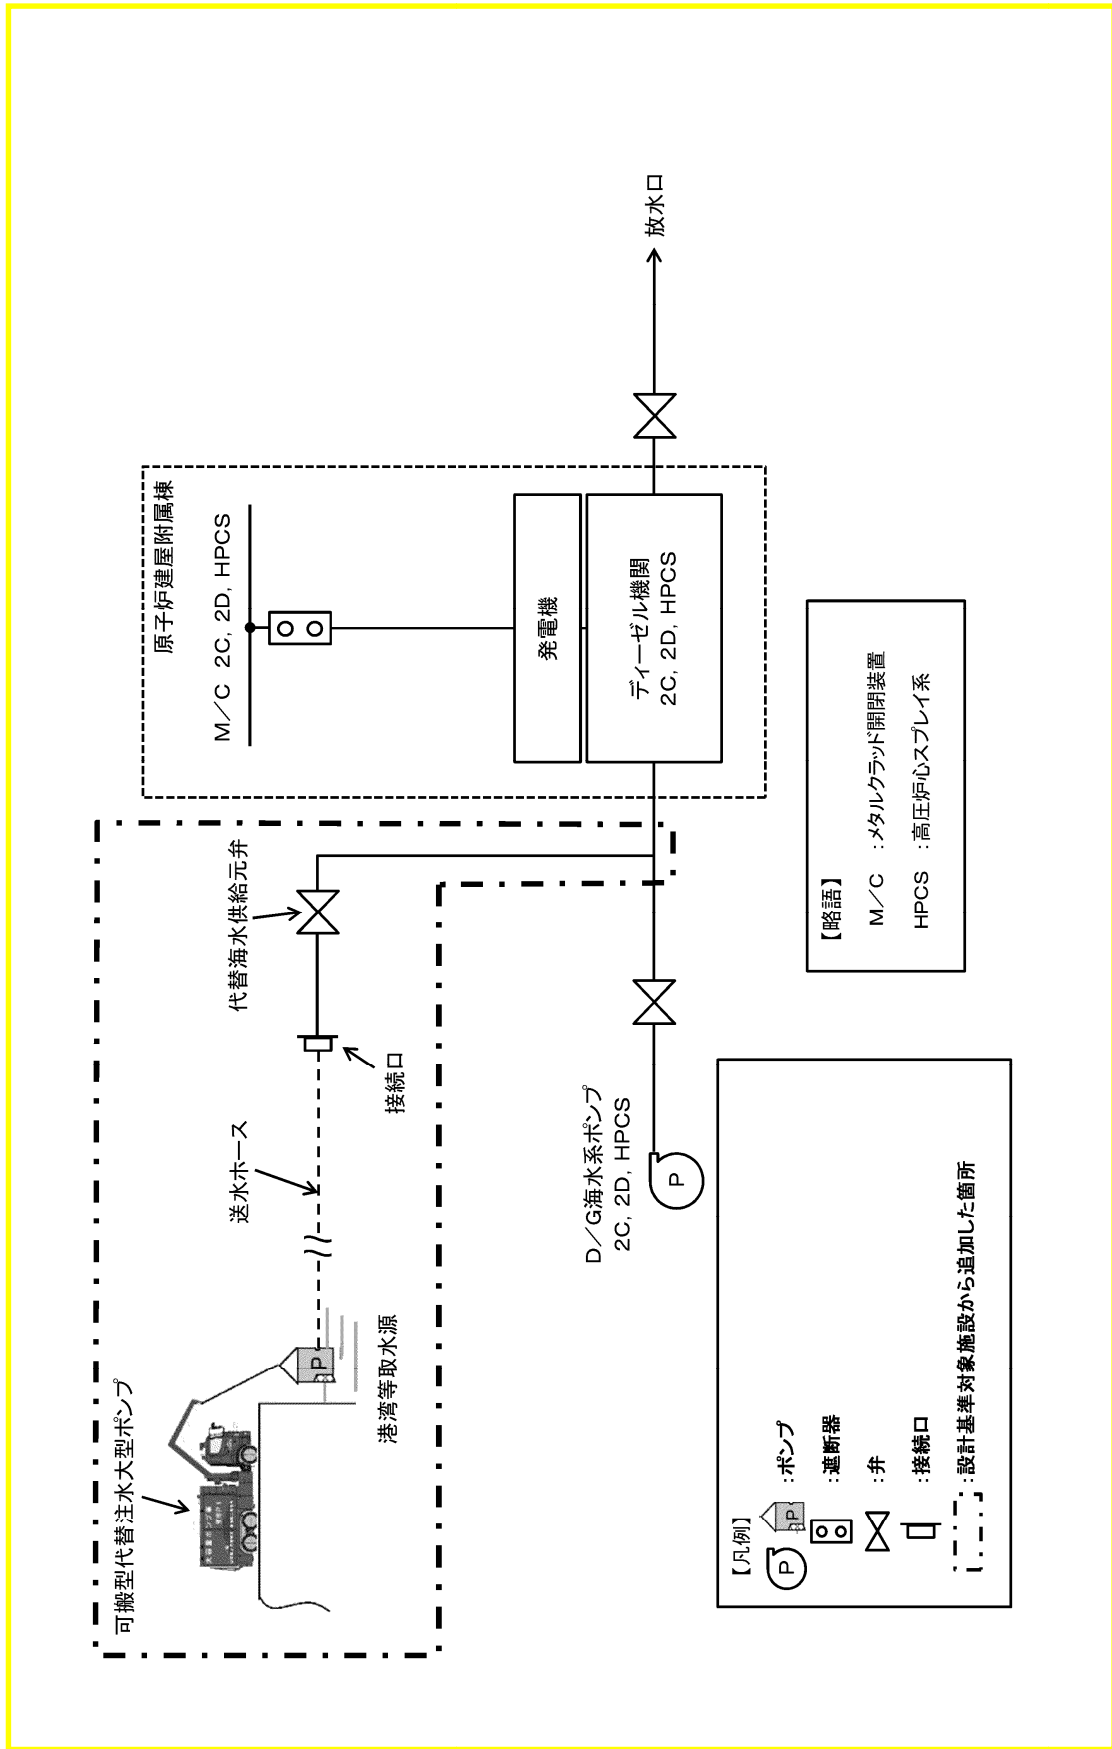 可搬型代替注水大型ポンプ
送水ホース
代替海水供給元弁
接続口
港湾等取水源
P
原子炉建屋附属棟
M/C 2C, 2D, HPCS
発電機
ディーゼル機関
2C, 2D, HPCS
放水口
D/G海水系ポンプ
2C, 2D, HPCS
P
【凡例】
P
P
:ポンプ
:遮断器
:弁
:接続口
:設計基準対象施設から追加した箇所
【略語】
M/C :メタルクラッド開閉装置
HPCS :高圧炉心スプレイ系